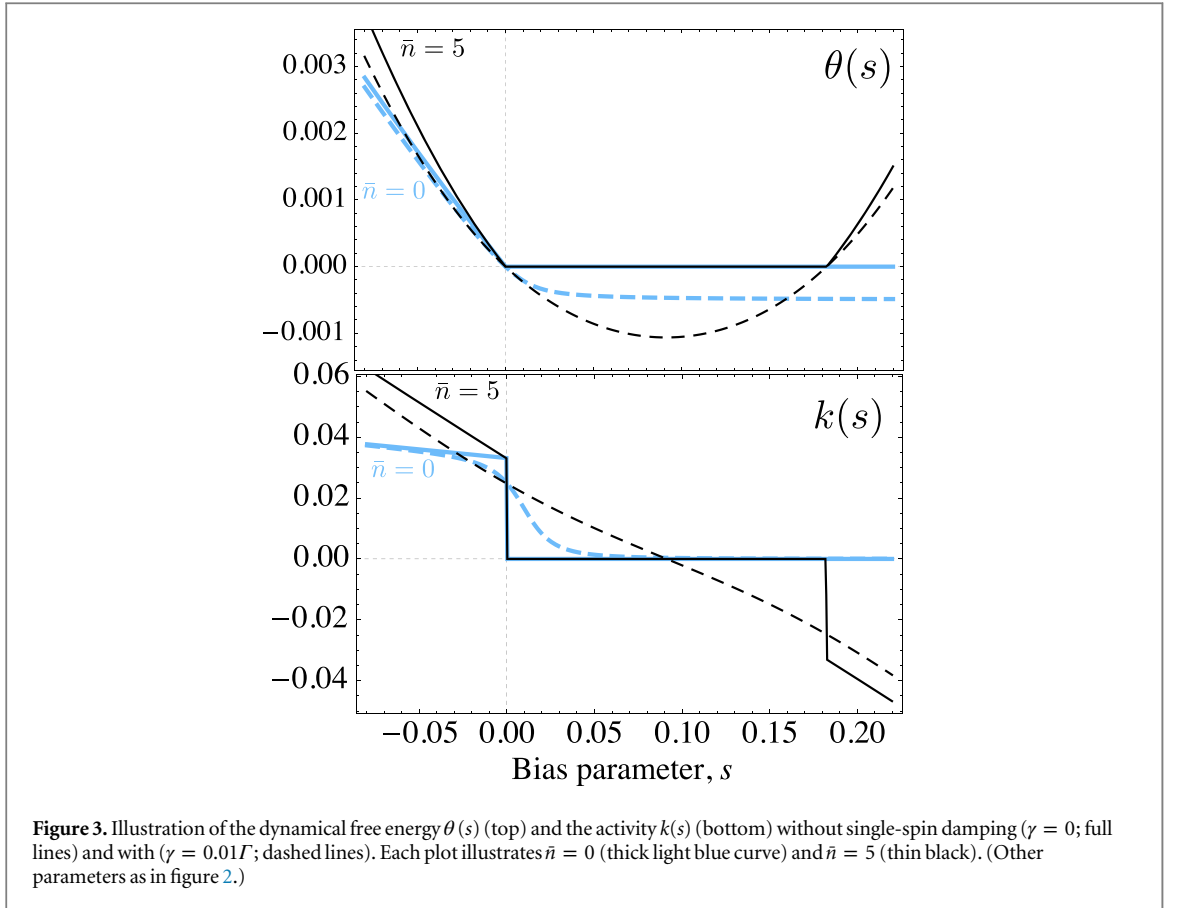 n̄ = 5
θ(s)
0.003
0.002
n̄ = 0
0.001
0.000
−0.001
0.06
n̄ = 5
k(s)
0.04
n̄ = 0
0.02
0.00
−0.02
−0.04
−0.05 0.00 0.05 0.10 0.15 0.20
Bias parameter, s
Figure 3. Illustration of the dynamical free energy θ(s) (top) and the activity k(s) (bottom) without single-spin damping (γ = 0; full
lines) and with (γ = 0.01Γ; dashed lines). Each plot illustrates n̄ = 0 (thick light blue curve) and n̄ = 5 (thin black). (Other
parameters as in figure 2.)